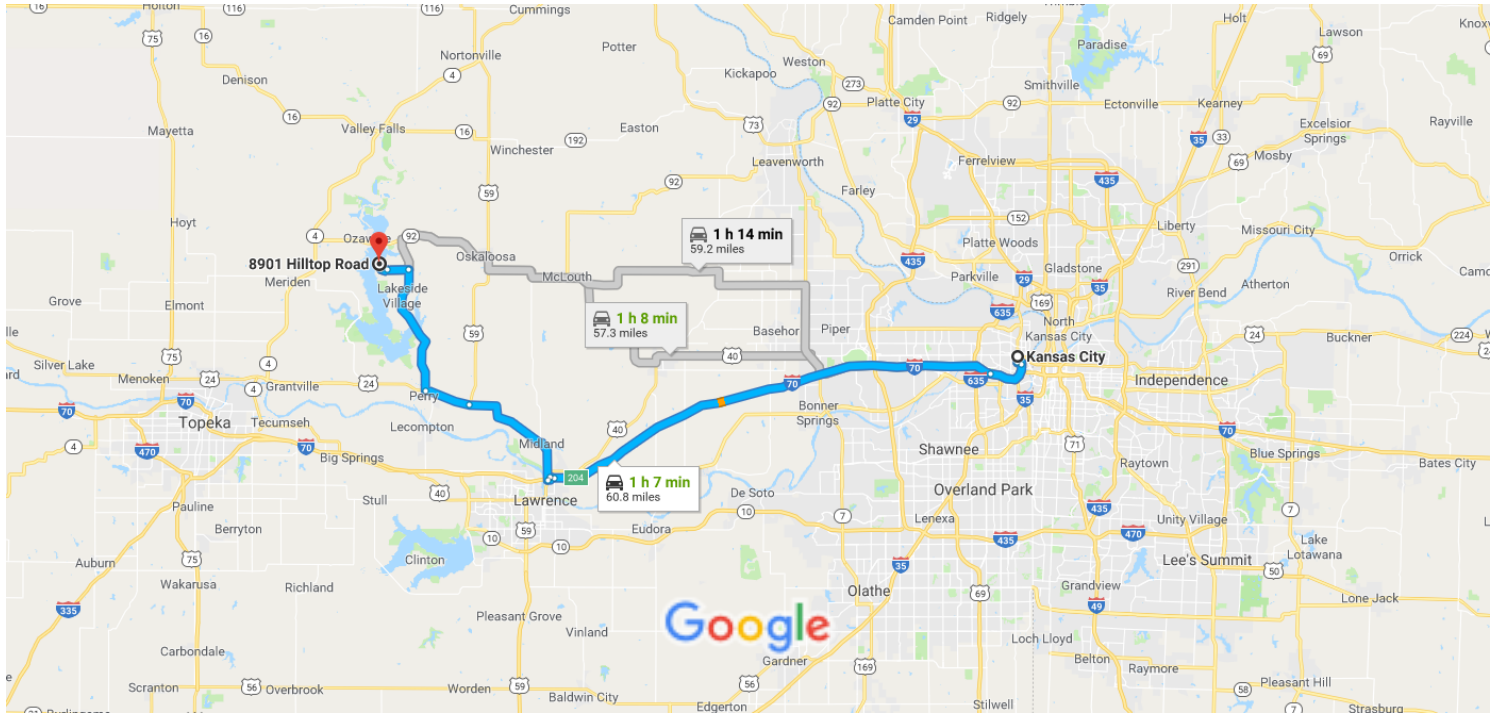 Holton
16
Cummings
Camden Point
Ridgely
Holt
Lawson
Knox
75
16
Nortonville
Potter
Weston
Paradise
69
Denison
4
Kickapoo
273
Smithville
92
Platte City
92
Ectonville
Kearney
16
29
Excelsior
Springs
Rayville
Mayetta
Valley Falls
16
Easton
73
35
33
192
Winchester
Leavenworth
Ferrelview
69
Mosby
92
435
59
Farley
Hoyt
4
152
Liberty
Missouri City
1 h 14 min
59.2 miles
Ozawkie
92
Platte Woods
Oskaloosa
435
8901 Hilltop Road
McLouth
Gladstone
291
Orrick
Meriden
Parkville
29
Lakeside
Village
35
River Bend
Atherton
Grove
Elmont
169
635
1 h 8 min
57.3 miles
Basehor
Piper
North
Kansas City
59
24
Buckner
224
Silver Lake
75
40
Kansas City
70
Menoken
24
Grantville
24
70
635
Independence
4
70
Perry
35
70
Topeka
Tecumseh
Lecompton
Bonner
Springs
40
70
4
470
70
Midland
Shawnee
71
Big Springs
Raytown
Blue Springs
Bates City
204
1 h 7 min
60.8 miles
470
40
Lawrence
De Soto
Overland Park
Stull
10
Pauline
59
Eudora
7
Lenexa
435
Unity Village
Berryton
10
10
435
470
Lake
Lotawana
75
Clinton
Lee's Summit
Auburn
35
50
Wakarusa
Richland
Olathe
69
Grandview
335
49
Lone Jack
Pleasant Grove
Google
Vinland
Loch Lloyd
Carbondale
Gardner
169
Belton
Raymore
Scranton
56
Overbrook
Worden
59
56
58
Pleasant Hill
Baldwin City
Edgerton
Stilwell
Strasburg